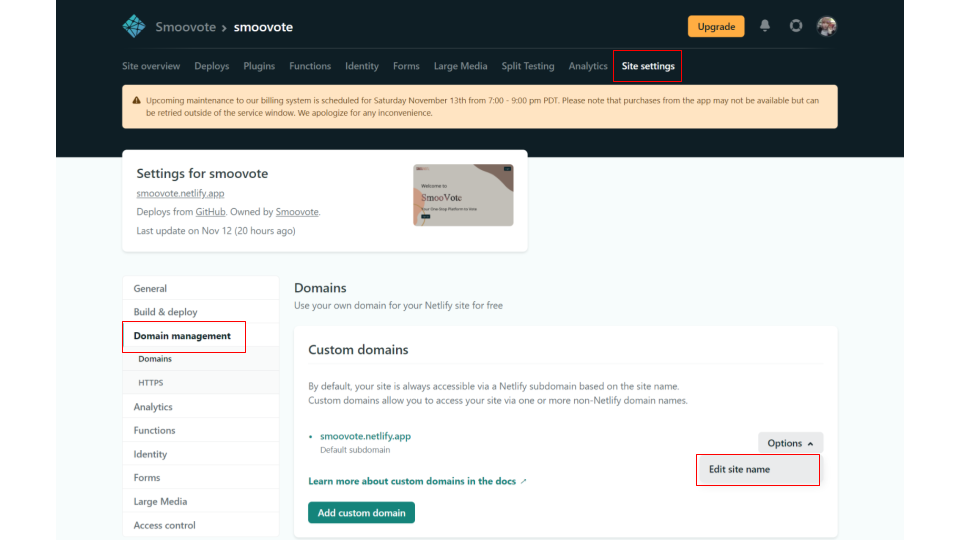 Smoovote > smoovote
Upgrade
Site overview Deploys Plugins Functions Identity Forms Large Media Split Testing Analytics Site settings
Upcoming maintenance to our billing system is scheduled for Saturday November 13th from 7:00 - 9:00 pm PDT. Please note that purchases from the app may not be available but can
be retried outside of the service window. We apologize for any inconvenience.
Settings for smoovote
smoovote.netlify.app
Deploys from GitHub. Owned by Smoovote.
Last update on Nov 12 (20 hours ago)
Welcome to
SmooVote
Your One-Stop Platform to Vote
General
Build & deploy
Domain management
Domains
HTTPS
Analytics
Functions
Identity
Forms
Large Media
Access control
Domains
Use your own domain for your Netlify site for free
Custom domains
By default, your site is always accessible via a Netlify subdomain based on the site name.
Custom domains allow you to access your site via one or more non-Netlify domain names.
• smoovote.netlify.app
Default subdomain
Options
Edit site name
Learn more about custom domains in the docs ↗
Add custom domain